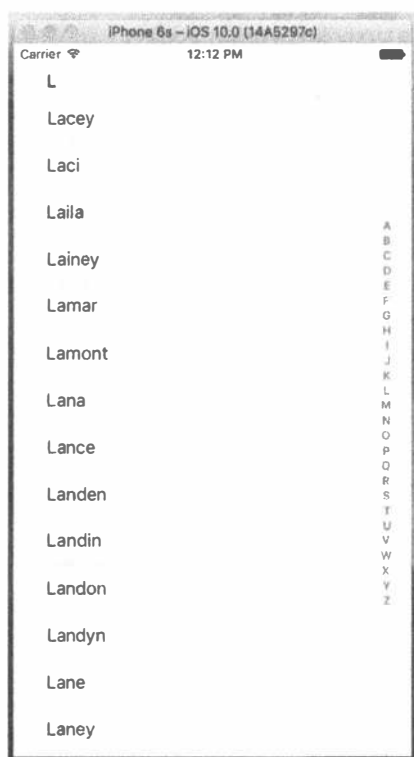 iPhone 6s – iOS 10.0 (14A5297c)
Carrier 12:12 PM
L
Lacey
Laci
Laila
Lainey
Lamar
Lamont
Lana
Lance
Landen
Landin
Landon
Landyn
Lane
Laney
A
B
C
D
E
F
G
H
I
J
K
L
M
N
O
P
Q
R
S
T
U
V
W
X
Y
Z